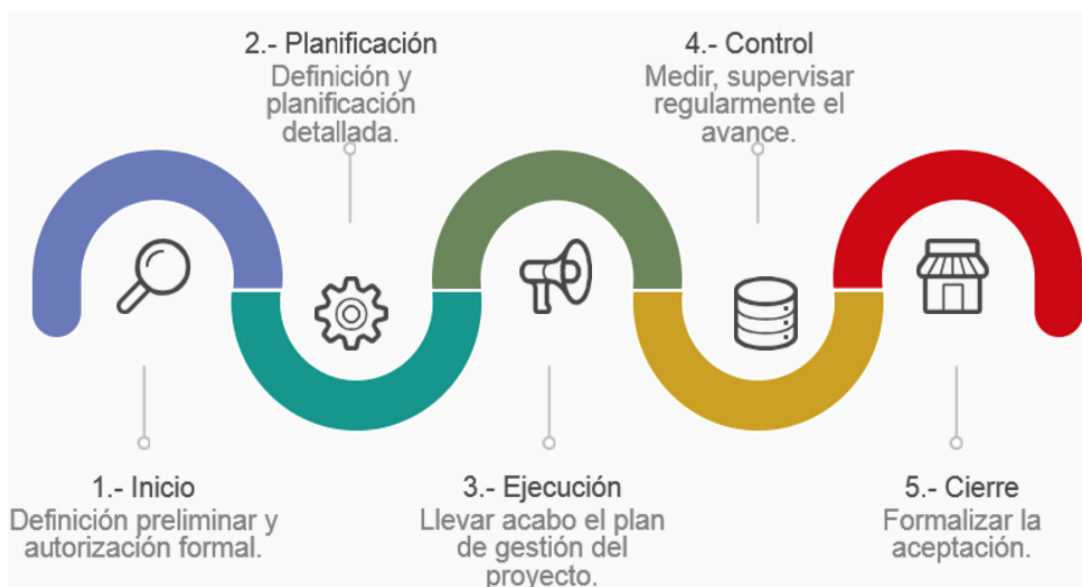 1.- Inicio
Definición preliminar y
autorización formal.
2.- Planificación
Definición y
planificación
detallada.
3.- Ejecución
Llevar acabo el plan
de gestión del
proyecto.
4.- Control
Medir, supervisar
regularmente el
avance.
5.- Cierre
Formalizar la
aceptación.